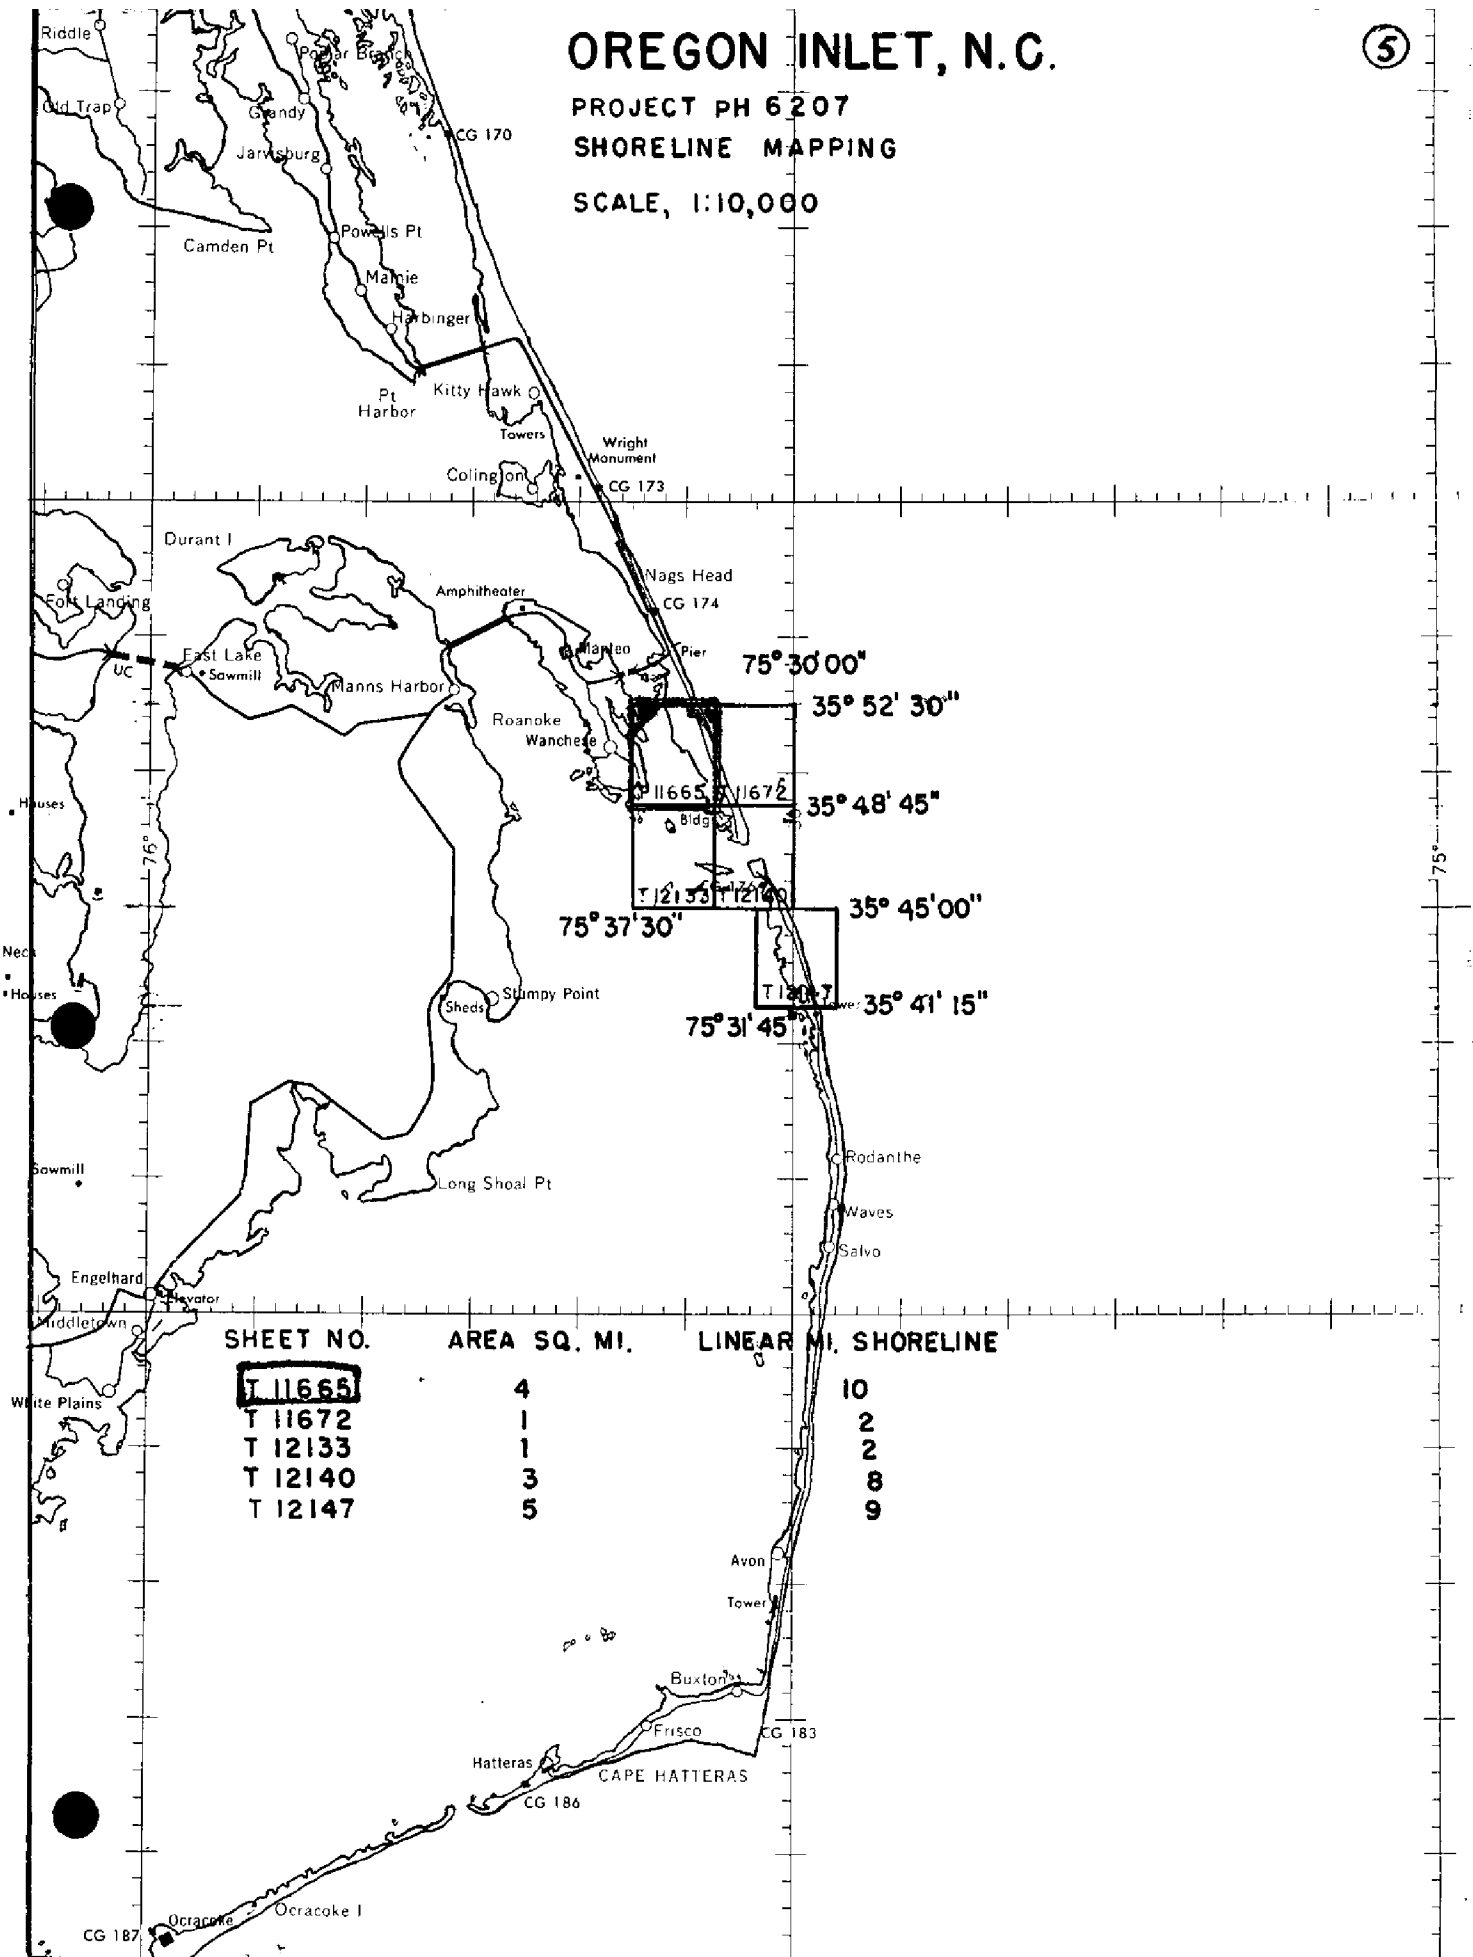 OREGON INLET, N.C.
5
PROJECT PH 6207
SHORELINE MAPPING
SCALE, 1:10,000
Riddle
Poplar Branch
Old Trap
Grandy
CG 170
Jarvisburg
Powells Pt
Camden Pt
Mamie
Harbinger
Kitty Hawk
Pt
Harbor
Towers
Wright
Monument
Colington
CG 173
Durant I
Nags Head
Amphitheater
Fort Landing
CG 174
Manteo
Pier
East Lake
UC
Sawmill
75° 30' 00"
Manns Harbor
35° 52' 30"
Roanoke
Wanchese
T 11665
T 11672
35° 48' 45"
Houses
Bldg
76°
75°
T 12133
T 12140
CG 176
35° 45' 00"
75° 37' 30"
Neck
Houses
Stumpy Point
Sheds
T 12147
Tower
35° 41' 15"
75° 31' 45"
Rodanthe
Sawmill
Long Shoal Pt
Waves
Salvo
Engelhard
Elevator
Middletown
SHEET NO. AREA SQ. MI. LINEAR MI. SHORELINE
T 11665 4 10
White Plains
T 11672 1 2
T 12133 1 2
T 12140 3 8
T 12147 5 9
Avon
Tower
Buxton
Frisco
CG 183
Hatteras
CAPE HATTERAS
CG 186
Ocracoke I
Ocracoke
CG 187